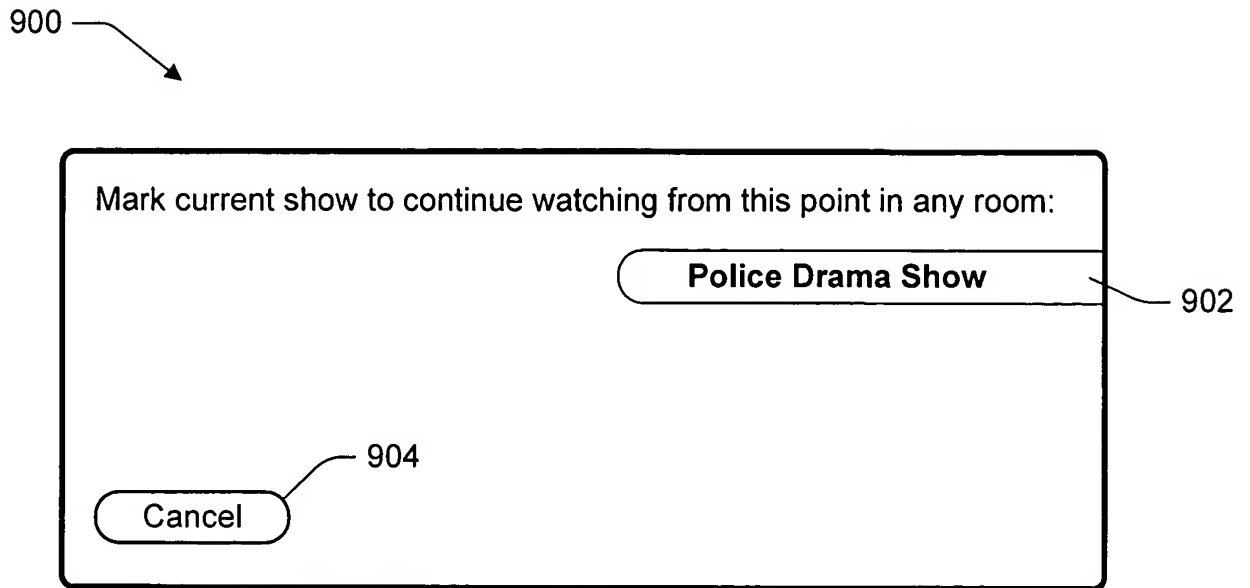 900
Mark current show to continue watching from this point in any room:
Police Drama Show
902
904
Cancel